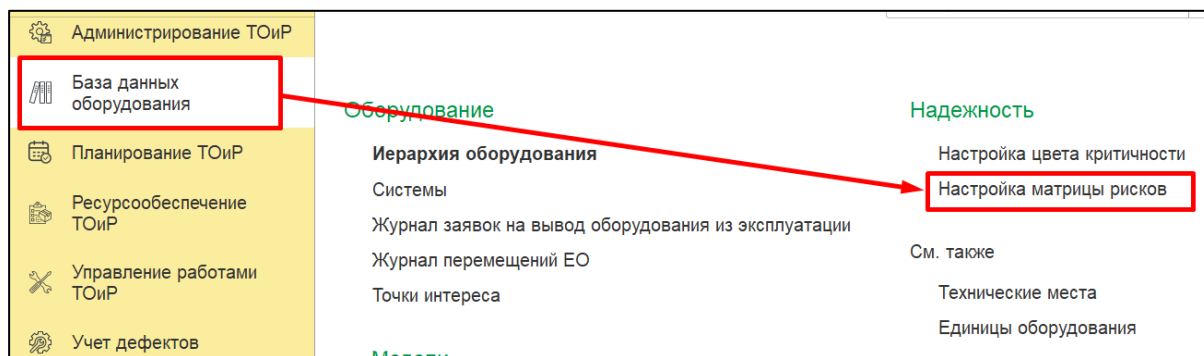 Администрирование ТОиР
База данных
оборудования
Планирование ТОиР
Ресурсообеспечение
ТОиР
Управление работами
ТОиР
Учет дефектов
Оборудование
Иерархия оборудования
Системы
Журнал заявок на вывод оборудования из эксплуатации
Журнал перемещений ЕО
Точки интереса
Надежность
Настройка цвета критичности
Настройка матрицы рисков
См. также
Технические места
Единицы оборудования